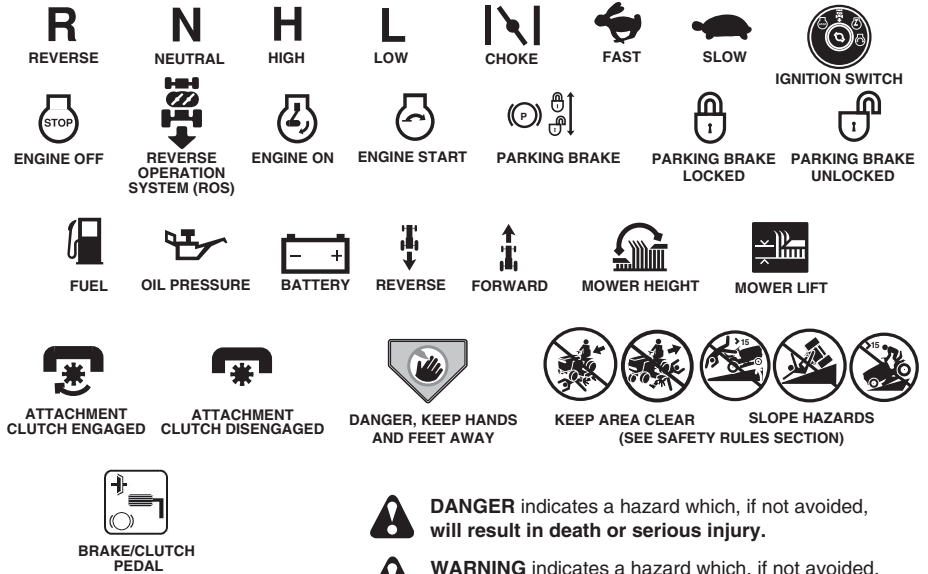 R
N
H
L
REVERSE
NEUTRAL
HIGH
LOW
CHOKE
FAST
SLOW
IGNITION SWITCH
STOP
P
ENGINE OFF
REVERSE
OPERATION
SYSTEM (ROS)
ENGINE ON
ENGINE START
PARKING BRAKE
PARKING BRAKE
LOCKED
PARKING BRAKE
UNLOCKED
FUEL
OIL PRESSURE
BATTERY
REVERSE
FORWARD
MOWER HEIGHT
MOWER LIFT
ATTACHMENT
CLUTCH ENGAGED
ATTACHMENT
CLUTCH DISENGAGED
DANGER, KEEP HANDS
AND FEET AWAY
15
15
KEEP AREA CLEAR
SLOPE HAZARDS
(SEE SAFETY RULES SECTION)
BRAKE/CLUTCH
PEDAL
DANGER indicates a hazard which, if not avoided,
will result in death or serious injury.
WARNING indicates a hazard which, if not avoided,